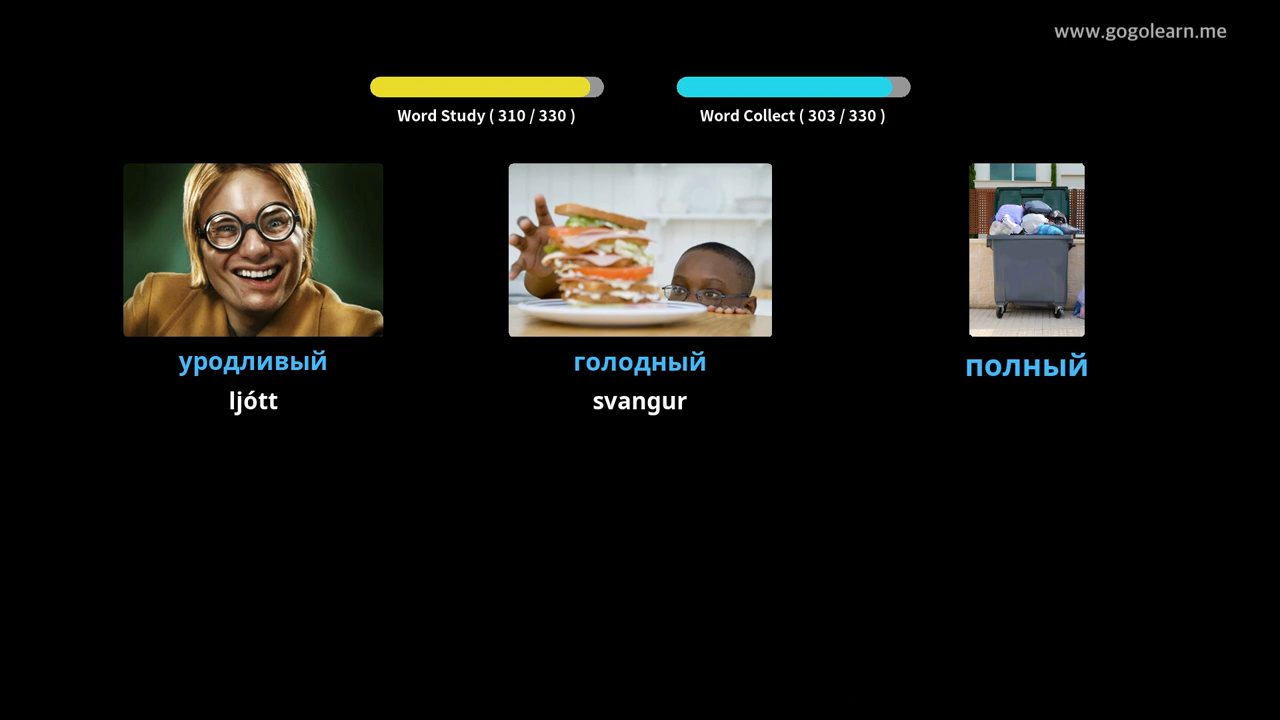 www.gogolearn.me
Word Study ( 310 / 330 )
Word Collect ( 303 / 330 )
уродливый
ljótt
голодный
svangur
полный